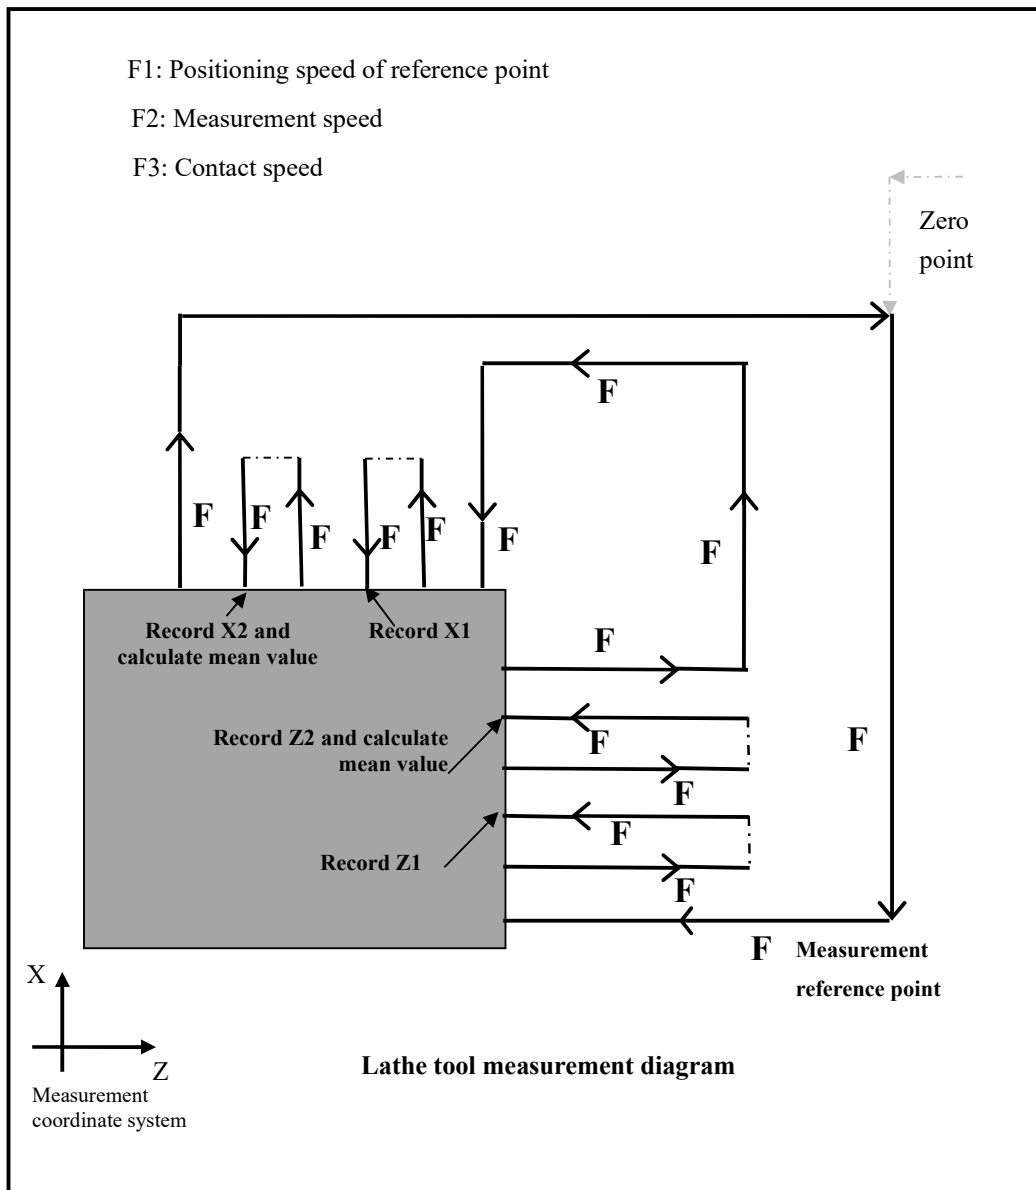 F1: Positioning speed of reference point
F2: Measurement speed
F3: Contact speed
Zero
point
F
F
F
F
F
F
F
F
Record X2 and
calculate mean value
Record X1
F
Record Z2 and calculate
mean value
F
F
F
F
Record Z1
F
F
Measurement
reference point
X
Z
Measurement
coordinate system
Lathe tool measurement diagram